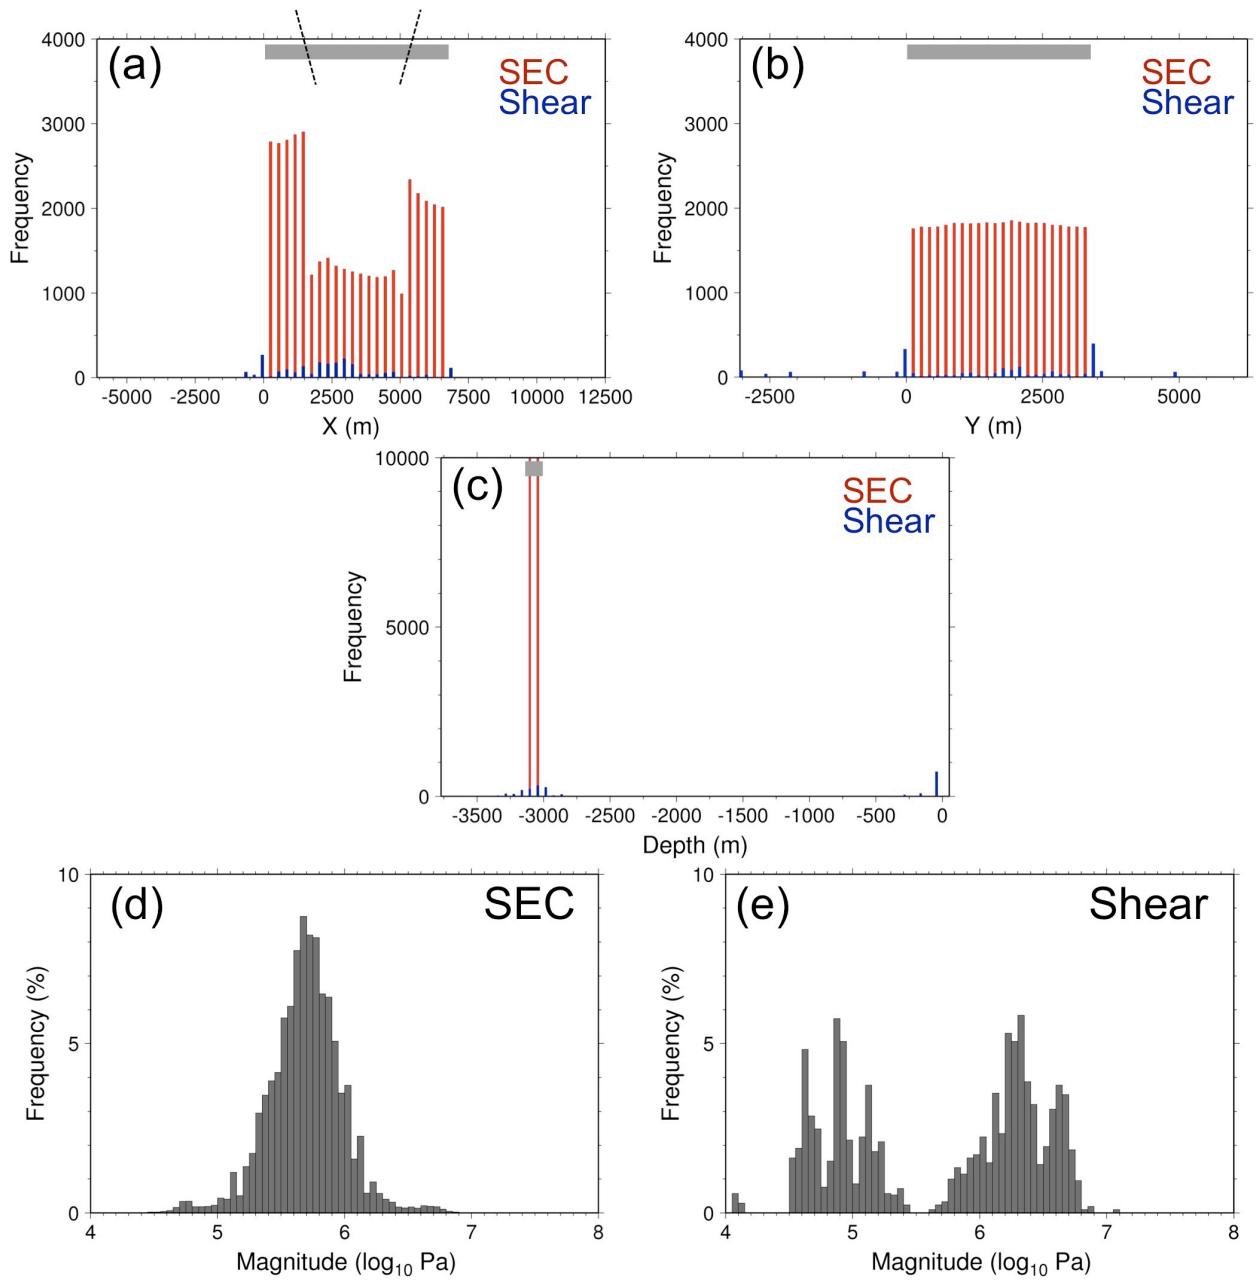 (a)
SEC
Shear
4000
3000
2000
1000
0
Frequency
-5000 -2500 0 2500 5000 7500 10000 12500
X (m)
(b)
SEC
Shear
4000
3000
2000
1000
0
Frequency
-2500 0 2500 5000
Y (m)
(c)
SEC
Shear
10000
5000
0
Frequency
-3500 -3000 -2500 -2000 -1500 -1000 -500 0
Depth (m)
(d)
SEC
10
5
0
Frequency (%)
4 5 6 7 8
Magnitude (log10 Pa)
(e)
Shear
10
5
0
Frequency (%)
4 5 6 7 8
Magnitude (log10 Pa)